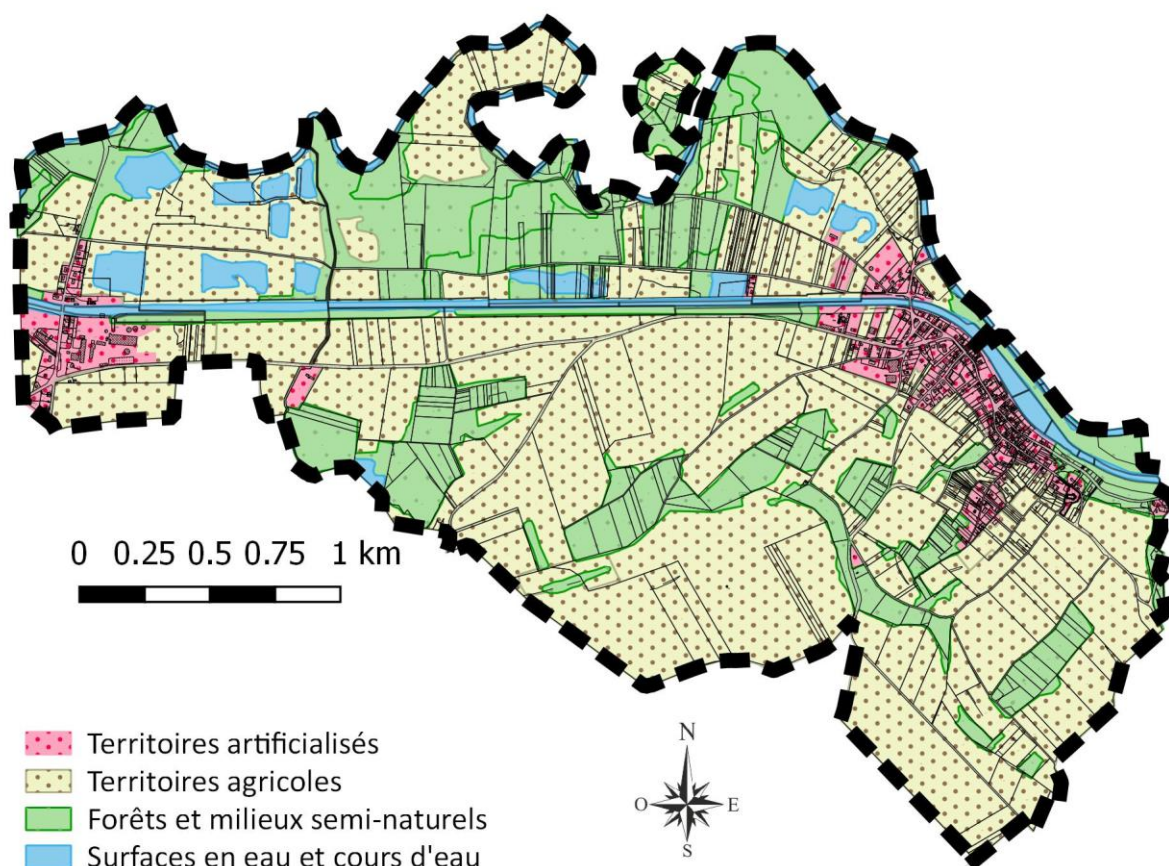 0 0.25 0.5 0.75 1 km
N
O E
S
Territoires artificialisés
Territoires agricoles
Forêts et milieux semi-naturels
Surfaces en eau et cours d'eau